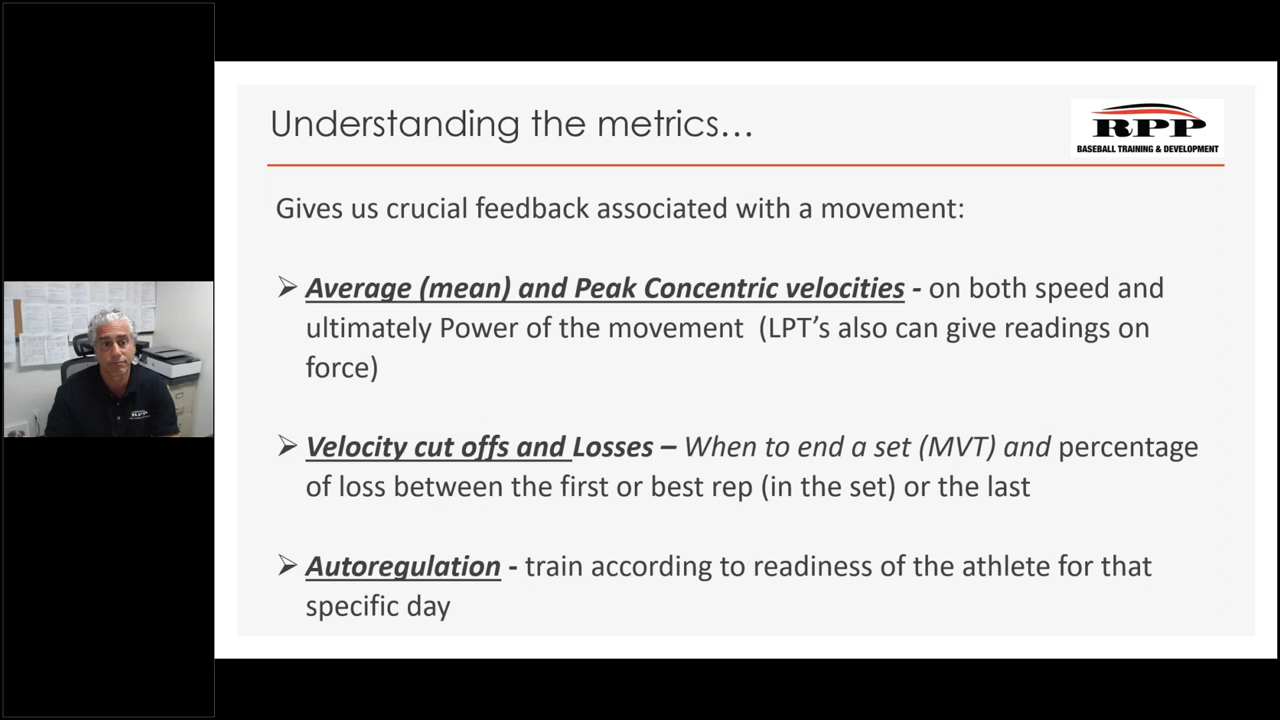 Understanding the metrics...
RPP
BASEBALL TRAINING & DEVELOPMENT
Gives us crucial feedback associated with a movement:
➢ Average (mean) and Peak Concentric velocities - on both speed and
ultimately Power of the movement (LPT's also can give readings on
force)
➢ Velocity cut offs and Losses – When to end a set (MVT) and percentage
of loss between the first or best rep (in the set) or the last
➢ Autoregulation - train according to readiness of the athlete for that
specific day
RPP